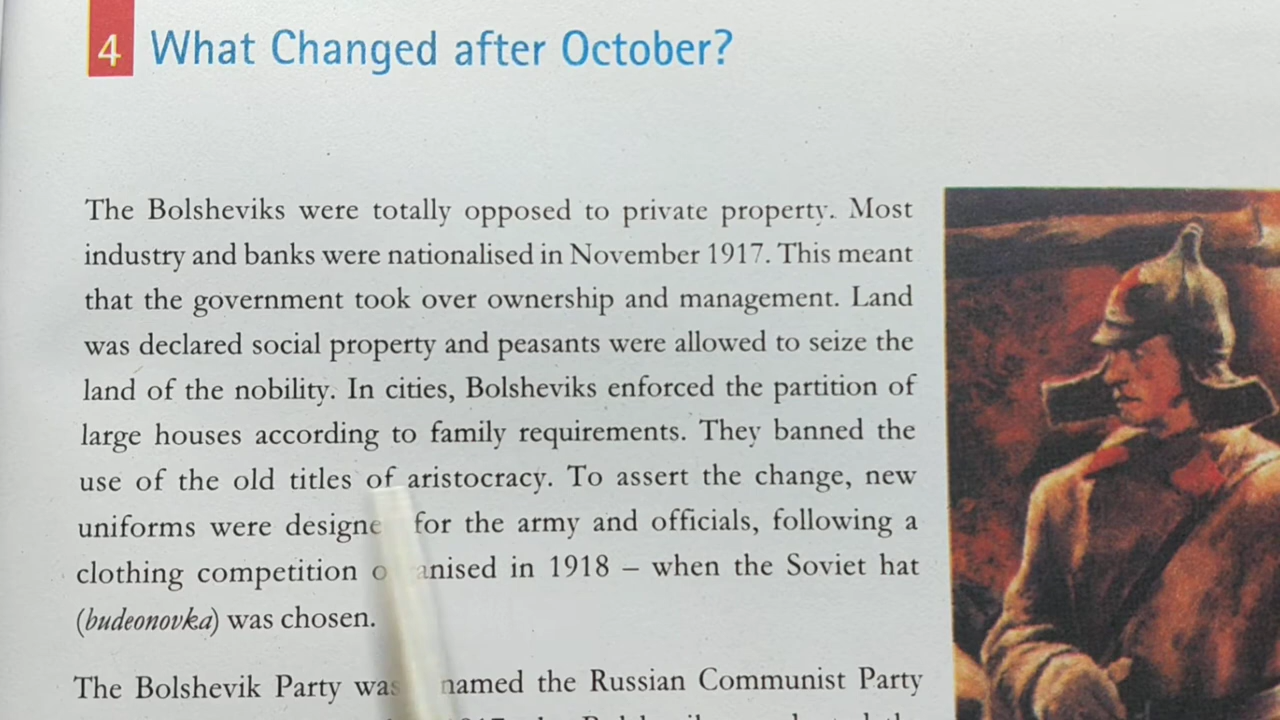 4 What Changed after October?
The Bolsheviks were totally opposed to private property. Most
industry and banks were nationalised in November 1917. This meant
that the government took over ownership and management. Land
was declared social property and peasants were allowed to seize the
land of the nobility. In cities, Bolsheviks enforced the partition of
large houses according to family requirements. They banned the
use of the old titles of aristocracy. To assert the change, new
uniforms were designe for the army and officials, following a
clothing competition o anised in 1918 – when the Soviet hat
(budeonovka) was chosen.
The Bolshevik Party was named the Russian Communist Party